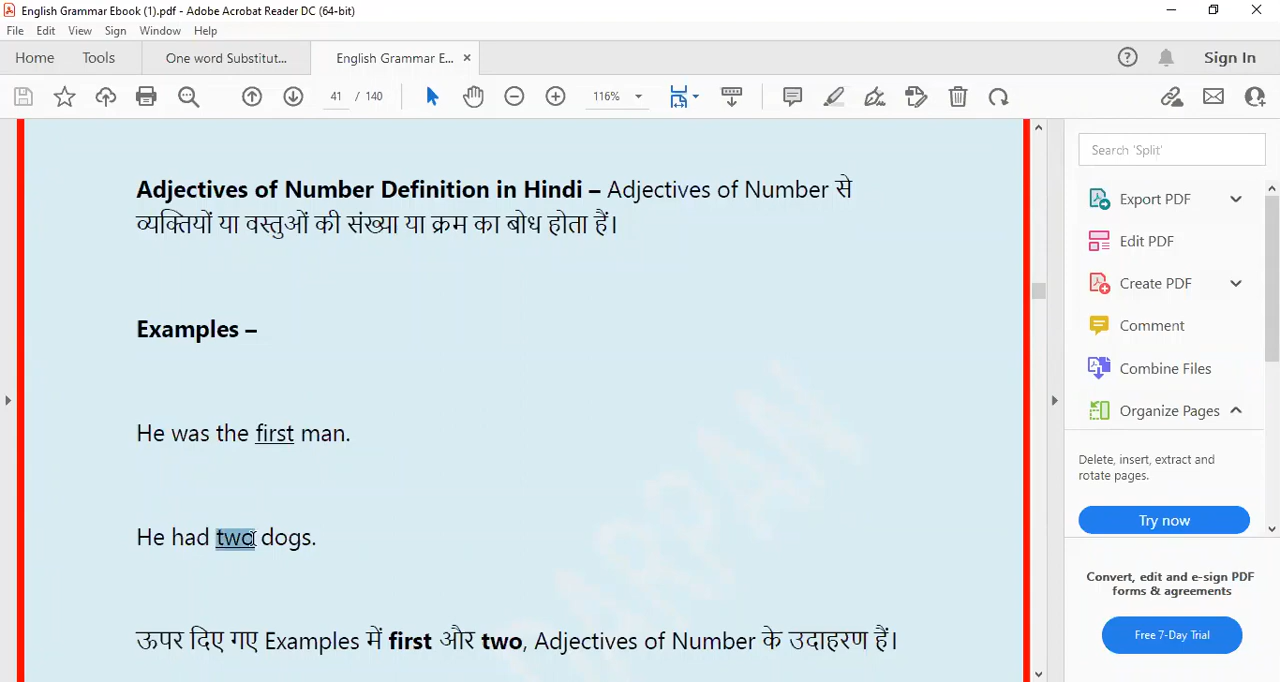 English Grammar Ebook (1).pdf - Adobe Acrobat Reader DC (64-bit)
File Edit View Sign Window Help
Home Tools One word Substitut... English Grammar E... × Sign In
41 / 140 116%
Adjectives of Number Definition in Hindi – Adjectives of Number से
व्यक्तियों या वस्तुओं की संख्या या क्रम का बोध होता हैं।
Examples –
He was the first man.
He had two dogs.
ऊपर दिए गए Examples में first और two, Adjectives of Number के उदाहरण हैं।
Search 'Split'
Export PDF
Edit PDF
Create PDF
Comment
Combine Files
Organize Pages
Delete, insert, extract and
rotate pages.
Try now
Convert, edit and e-sign PDF
forms & agreements
Free 7-Day Trial